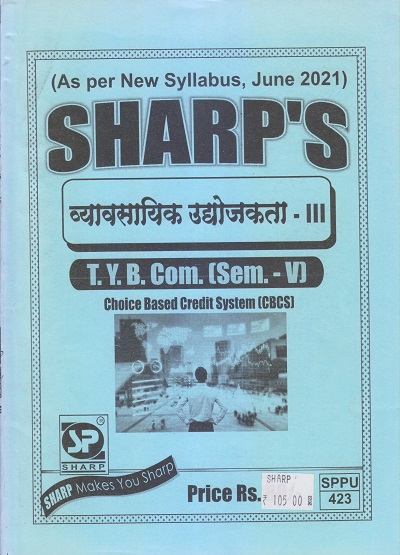 (As per New Syllabus, June 2021)
SHARP'S
व्यावसायिक उद्योजकता - III
T. Y. B. Com. (Sem. - V)
Choice Based Credit System (CBCS)
SP
SHARP
SHARP Makes You Sharp
Price Rs.
SHARP
₹ 105.00
SPPU
423